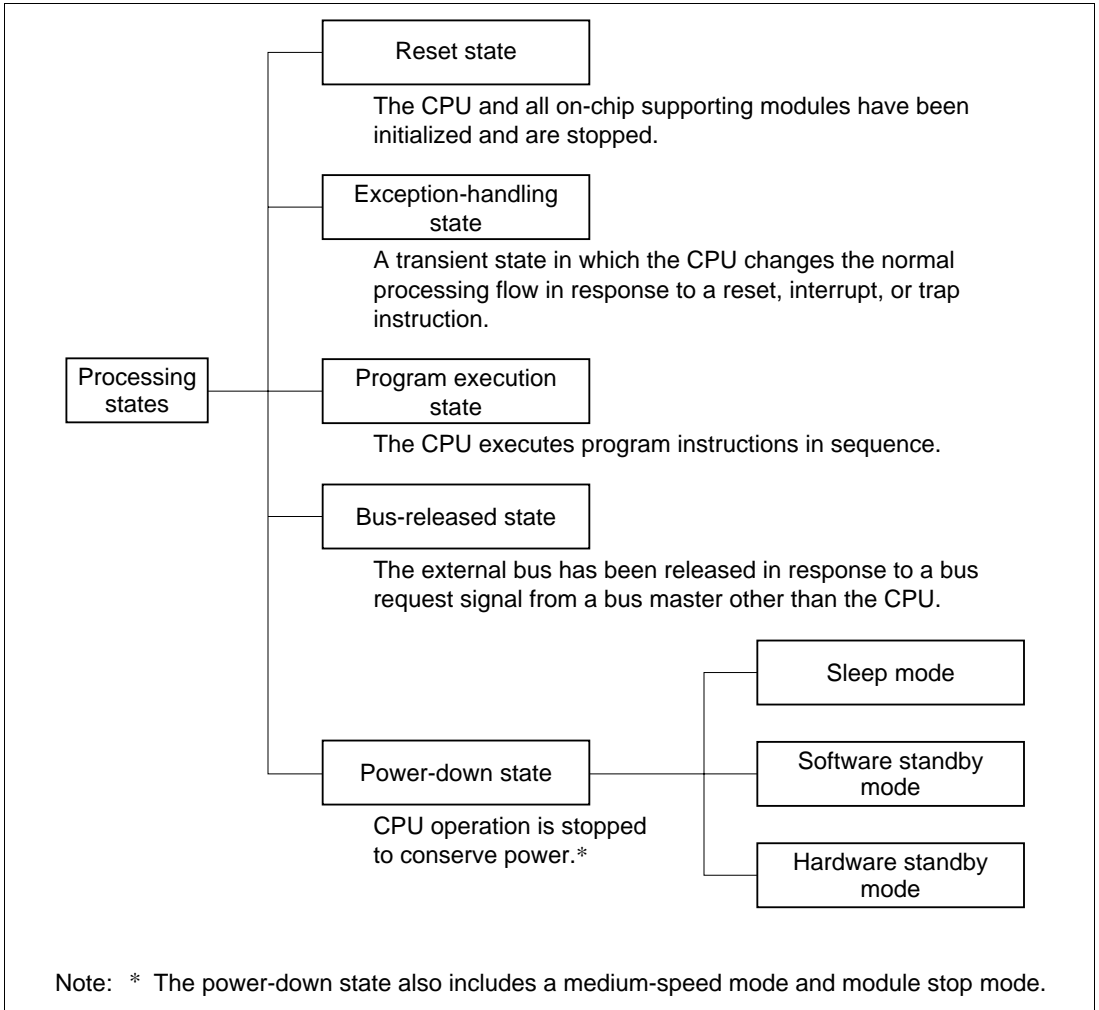 Reset state
The CPU and all on-chip supporting modules have been
initialized and are stopped.
Exception-handling
state
A transient state in which the CPU changes the normal
processing flow in response to a reset, interrupt, or trap
instruction.
Processing
states
Program execution
state
The CPU executes program instructions in sequence.
Bus-released state
The external bus has been released in response to a bus
request signal from a bus master other than the CPU.
Sleep mode
Power-down state
Software standby
mode
CPU operation is stopped
to conserve power.*
Hardware standby
mode
Note: * The power-down state also includes a medium-speed mode and module stop mode.